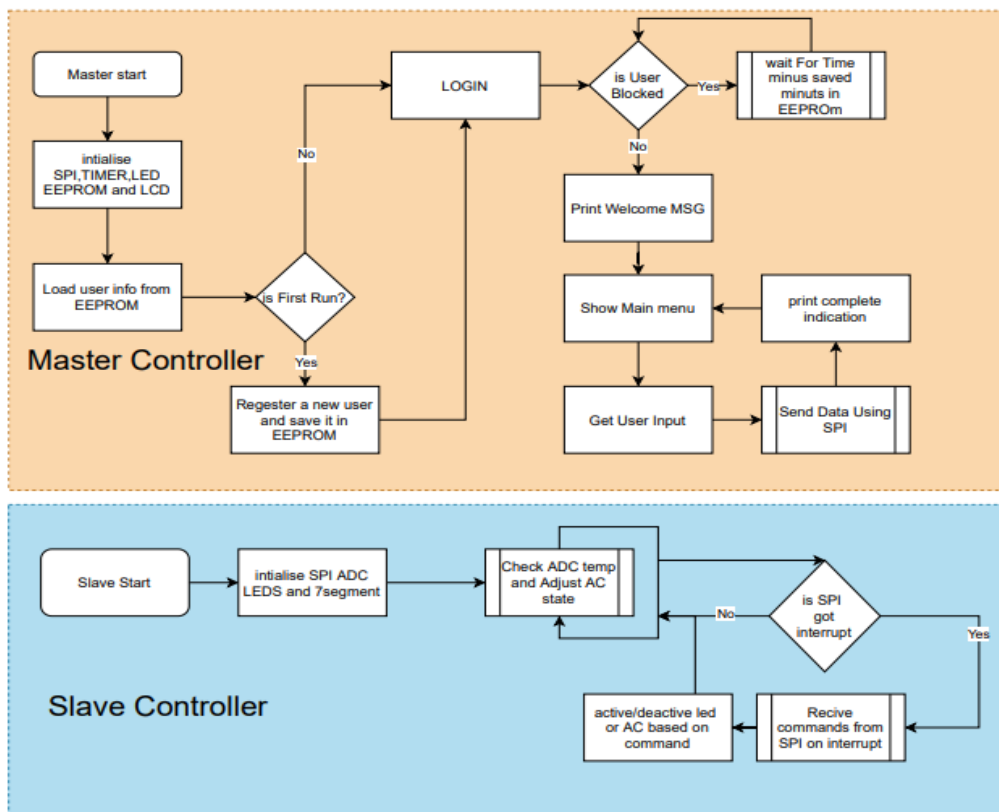 Master start
intialise
SPI,TIMER,LED
EEPROM and LCD
Load user info from
EEPROM
is First Run?
No
Yes
Regester a new user
and save it in
EEPROM
LOGIN
is User
Blocked
Yes
wait For Time
minus saved
minuts in
EEPROm
No
Print Welcome MSG
Show Main menu
print complete
indication
Get User Input
Send Data Using
SPI
Master Controller
Slave Start
intialise SPI ADC
LEDS and 7segment
Check ADC temp
and Adjust AC
state
is SPI
got
interrupt
No
Yes
Recive
commands from
SPI on interrupt
active/deactive led
or AC based on
command
Slave Controller